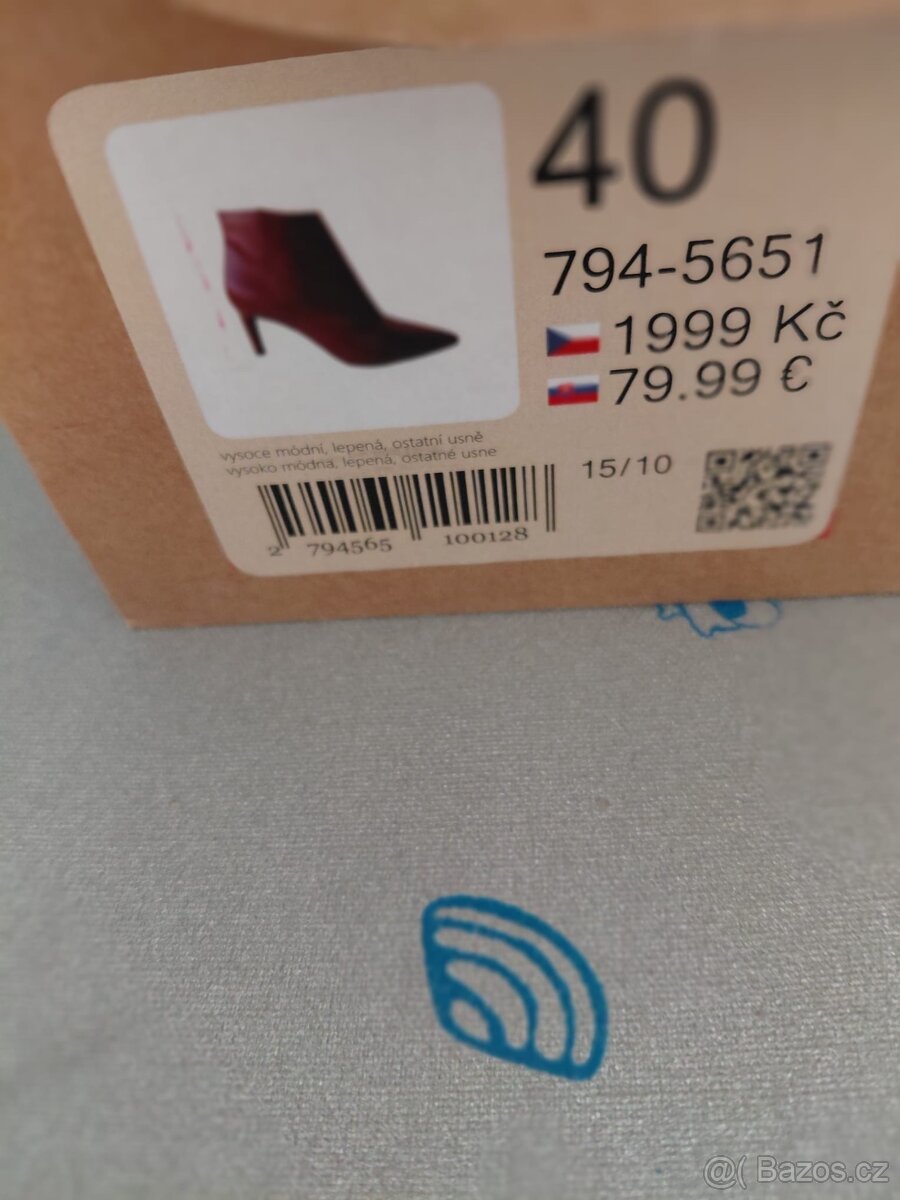 40
794-5651
1999 Kč
79.99 €
vysoce módní, lepená, ostatní usně
vysoko módna, lepená, ostatné usne
15/10
2 794565 100128
@( Bazos.cz